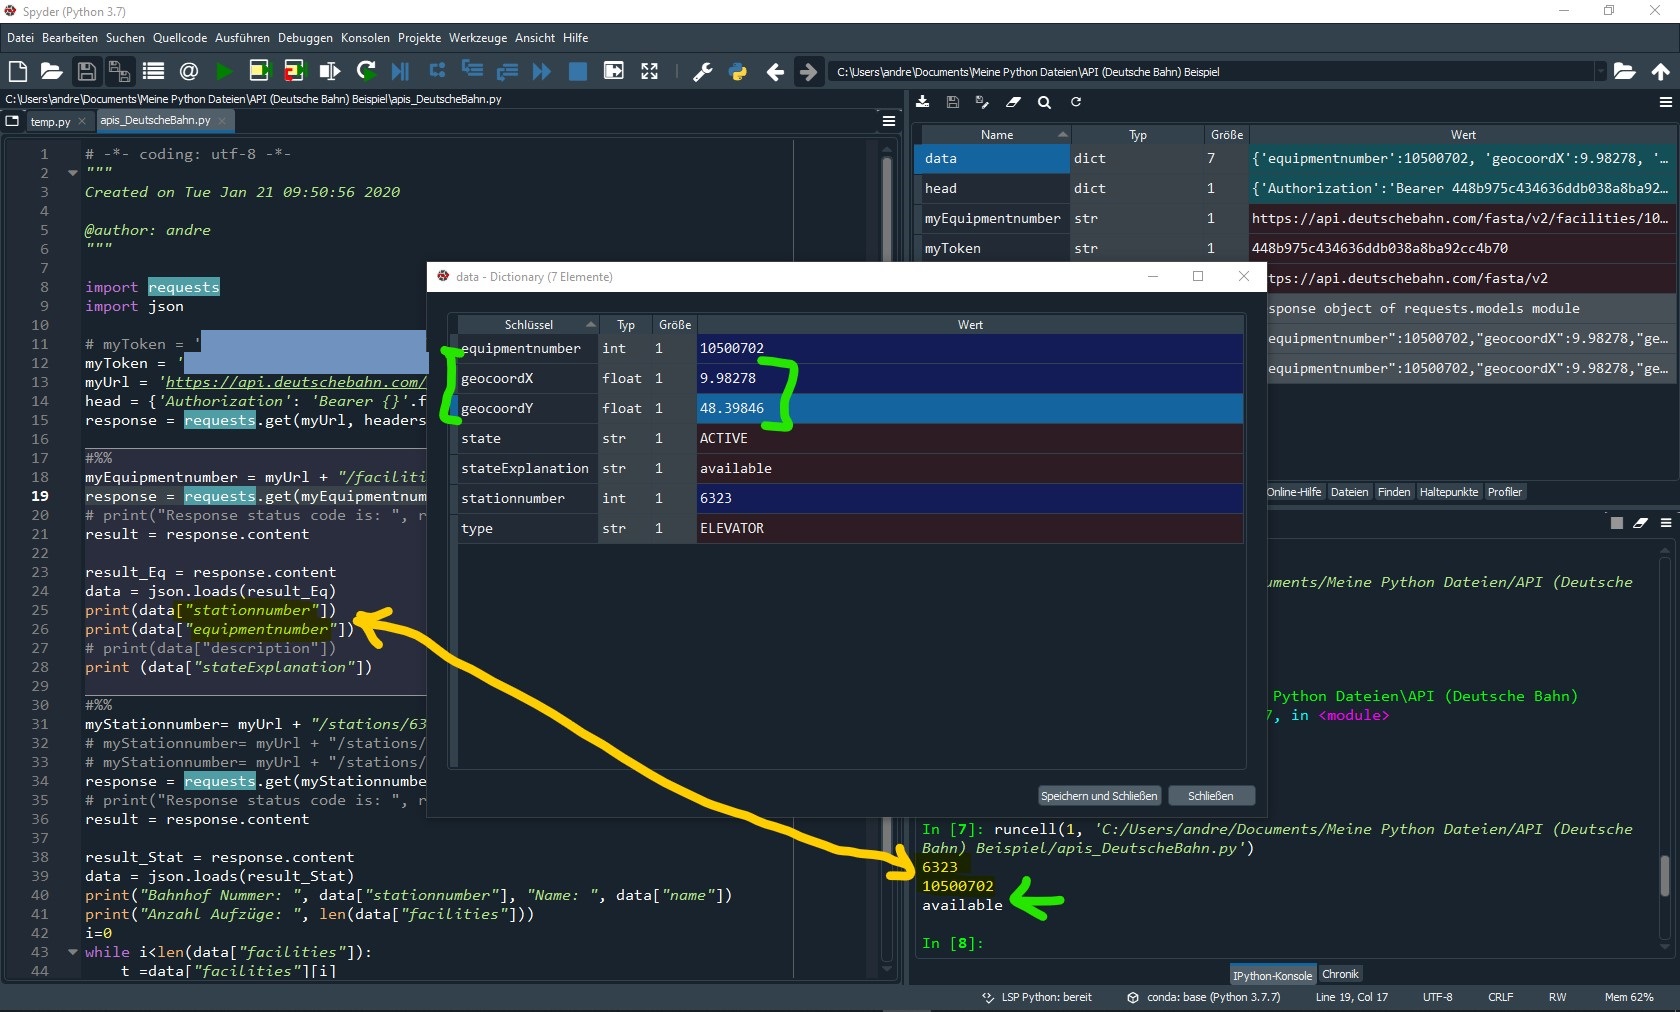 Spyder (Python 3.7)
Datei Bearbeiten Suchen Quellcode Ausführen Debuggen Konsolen Projekte Werkzeuge Ansicht Hilfe
C:\Users\andre\Documents\Meine Python Dateien\API (Deutsche Bahn) Beispiel
C:\Users\andre\Documents\Meine Python Dateien\API (Deutsche Bahn) Beispiel\apis_DeutscheBahn.py
temp.py
apis_DeutscheBahn.py
1 # -*- coding: utf-8 -*-
2 """
3 Created on Tue Jan 21 09:50:56 2020
4
5 @author: andre
6 """
7
8 import requests
9 import json
10
11 # myToken = '
12 myToken = '
13 myUrl = 'https://api.deutschebahn.com/
14 head = {'Authorization': 'Bearer {}'.f
15 response = requests.get(myUrl, headers
16
17 #%%
18 myEquipmentnumber = myUrl + "/faciliti
19 response = requests.get(myEquipmentnum
20 # print("Response status code is: ", r
21 result = response.content
22
23 result_Eq = response.content
24 data = json.loads(result_Eq)
25 print(data["stationnumber"])
26 print(data["equipmentnumber"])
27 # print(data["description"])
28 print (data["stateExplanation"])
29
30 #%%
31 myStationnumber= myUrl + "/stations/63
32 # myStationnumber= myUrl + "/stations/
33 # myStationnumber= myUrl + "/stations/
34 response = requests.get(myStationnumbe
35 # print("Response status code is: ", r
36 result = response.content
37
38 result_Stat = response.content
39 data = json.loads(result_Stat)
40 print("Bahnhof Nummer: ", data["stationnumber"], "Name: ", data["name"])
41 print("Anzahl Aufzüge: ", len(data["facilities"]))
42 i=0
43 while i<len(data["facilities"]):
44 t =data["facilities"][i]
Name Typ Größe Wert
data dict 7 {'equipmentnumber':10500702, 'geocoordX':9.98278, '...
head dict 1 {'Authorization':'Bearer 448b975c434636ddb038a8ba92...
myEquipmentnumber str 1 https://api.deutschebahn.com/fasta/v2/facilities/10...
myToken str 1 448b975c434636ddb038a8ba92cc4b70
tps://api.deutschebahn.com/fasta/v2
sponse object of requests.models module
equipmentnumber":10500702,"geocoordX":9.98278,"ge...
equipmentnumber":10500702,"geocoordX":9.98278,"ge...
data - Dictionary (7 Elemente)
Schlüssel Typ Größe Wert
equipmentnumber int 1 10500702
geocoordX float 1 9.98278
geocoordY float 1 48.39846
state str 1 ACTIVE
stateExplanation str 1 available
stationnumber int 1 6323
type str 1 ELEVATOR
Speichern und Schließen Schließen
Online-Hilfe Dateien Finden Haltepunkte Profiler
uments/Meine Python Dateien/API (Deutsche
Python Dateien\API (Deutsche Bahn)
7, in <module>
In [7]: runcell(1, 'C:/Users/andre/Documents/Meine Python Dateien/API (Deutsche
Bahn) Beispiel/apis_DeutscheBahn.py')
6323
10500702
available
In [8]:
IPython-Konsole Chronik
LSP Python: bereit conda: base (Python 3.7.7) Line 19, Col 17 UTF-8 CRLF RW Mem 62%